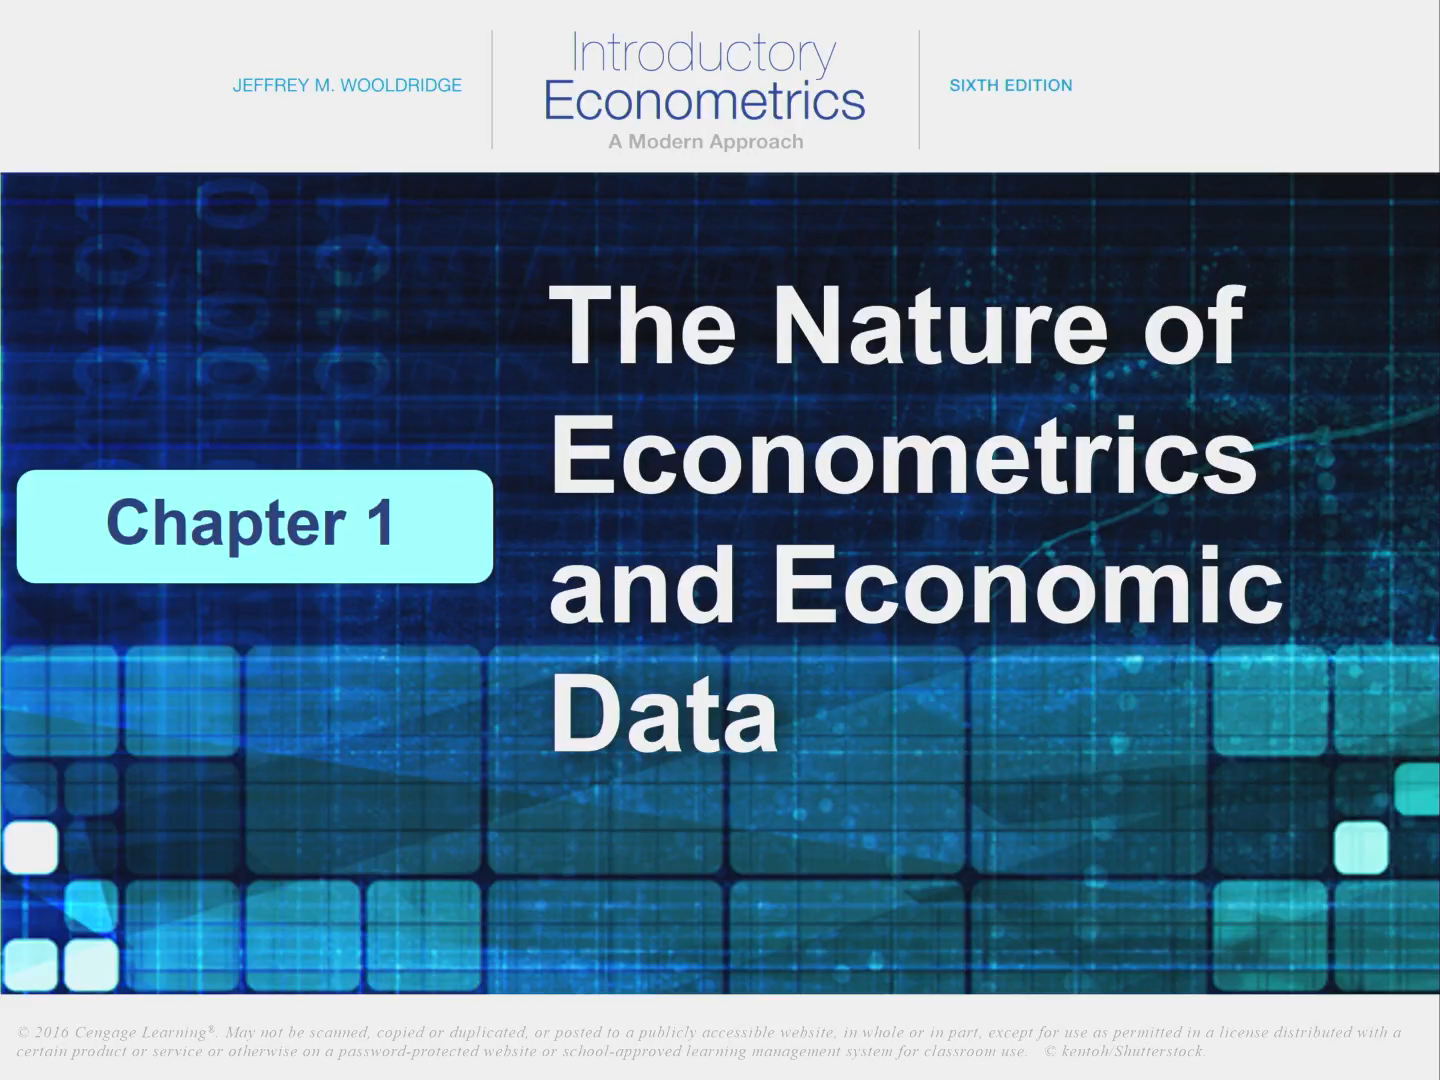 JEFFREY M. WOOLDRIDGE
Introductory
Econometrics
A Modern Approach
SIXTH EDITION
The Nature of
Econometrics
and Economic
Data
Chapter 1
© 2016 Cengage Learning®. May not be scanned, copied or duplicated, or posted to a publicly accessible website, in whole or in part, except for use as permitted in a license distributed with a
certain product or service or otherwise on a password-protected website or school-approved learning management system for classroom use. © kentoh/Shutterstock.